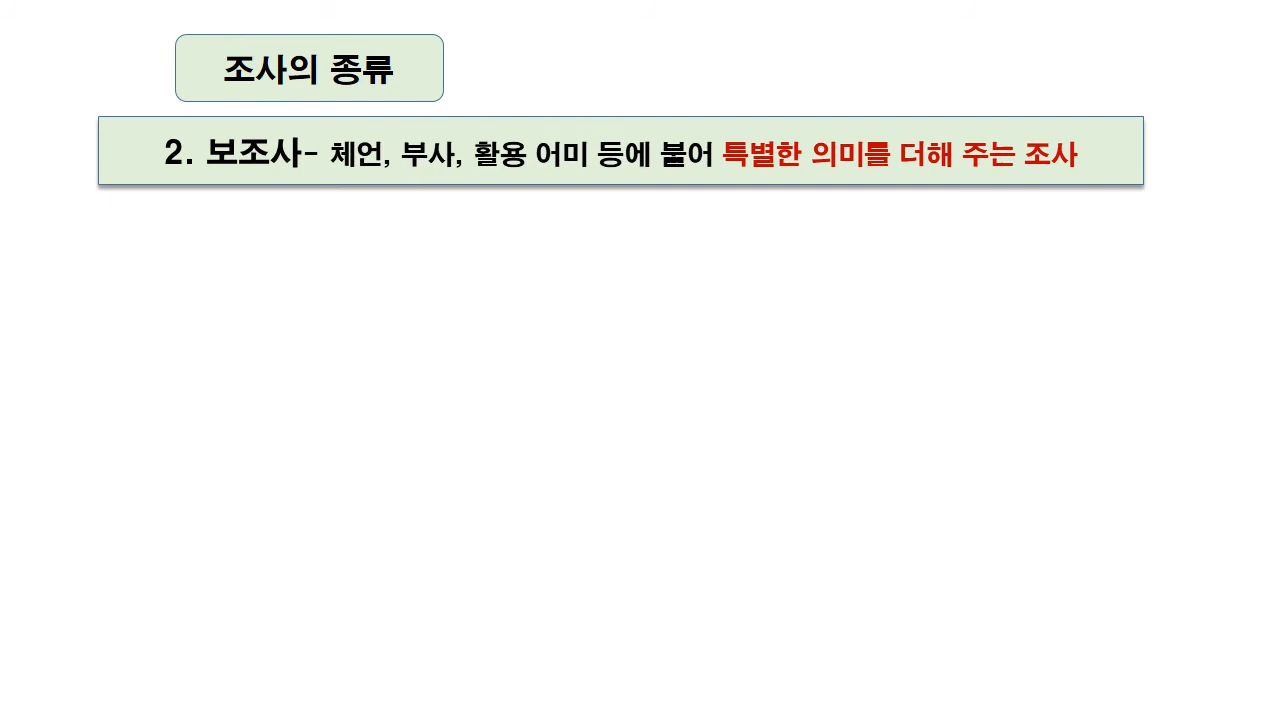 조사의 종류
2. 보조사- 체언, 부사, 활용 어미 등에 붙어 특별한 의미를 더해 주는 조사